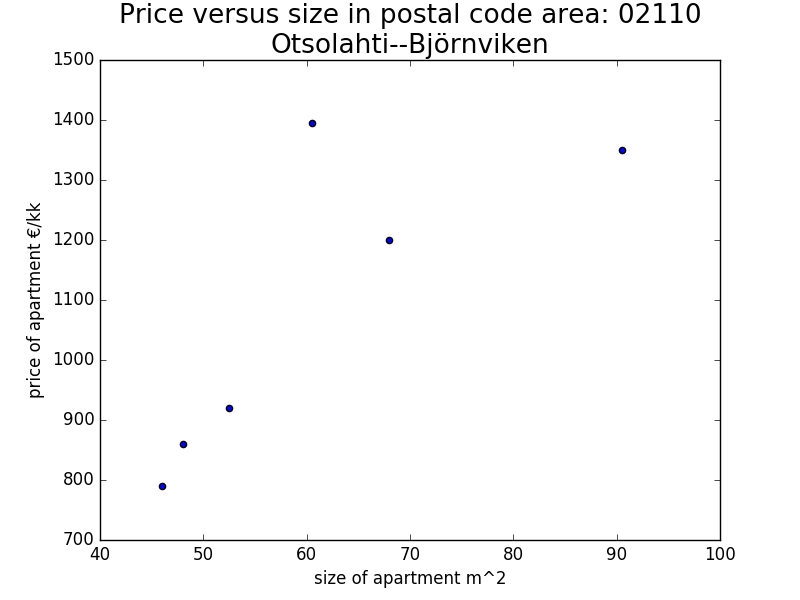 Price versus size in postal code area: 02110
Otsolahti--Björnviken
1500
1400
1300
1200
1100
1000
900
800
700
price of apartment €/kk
40 50 60 70 80 90 100
size of apartment m^2